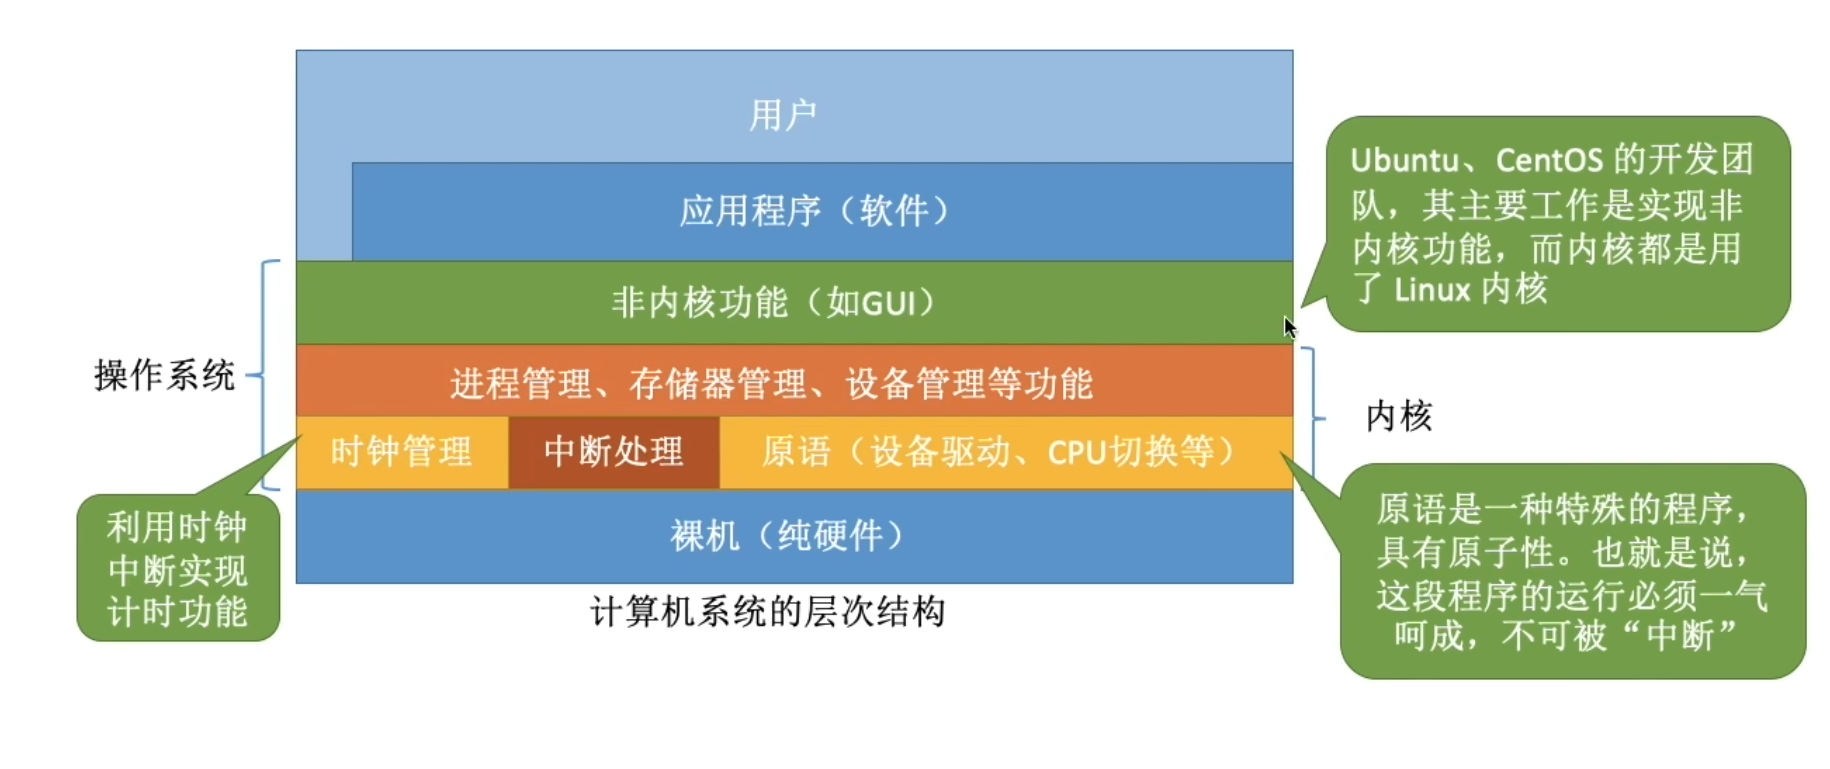 用户
应用程序（软件）
非内核功能（如GUI）
进程管理、存储器管理、设备管理等功能
时钟管理
中断处理
原语（设备驱动、CPU切换等）
裸机（纯硬件）
计算机系统的层次结构
操作系统
内核
利用时钟
中断实现
计时功能
Ubuntu、CentOS 的开发团
队，其主要工作是实现非
内核功能，而内核都是用
了 Linux 内核
原语是一种特殊的程序，
具有原子性。也就是说，
这段程序的运行必须一气
呵成，不可被“中断”